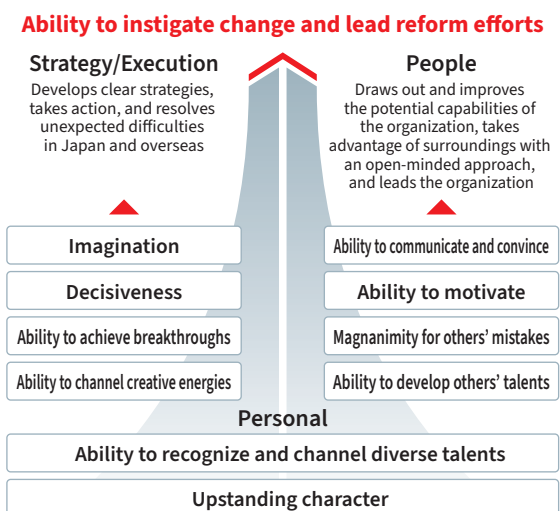 Ability to instigate change and lead reform efforts
Strategy/Execution
Develops clear strategies,
takes action, and resolves
unexpected difficulties
in Japan and overseas
People
Draws out and improves
the potential capabilities of
the organization, takes
advantage of surroundings with
an open-minded approach,
and leads the organization
Imagination
Decisiveness
Ability to achieve breakthroughs
Ability to channel creative energies
Ability to communicate and convince
Ability to motivate
Magnanimity for others’ mistakes
Ability to develop others’ talents
Personal
Ability to recognize and channel diverse talents
Upstanding character